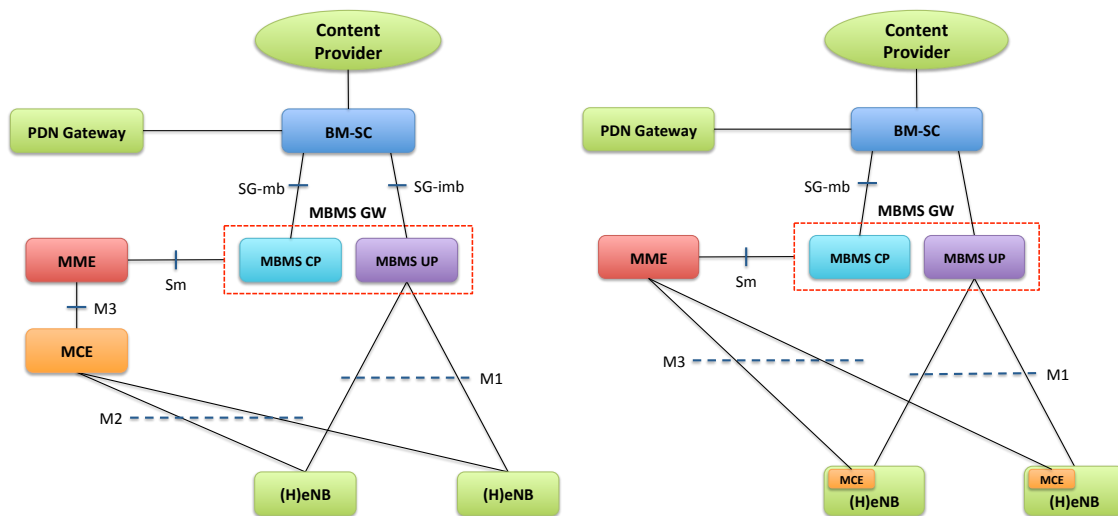 Content
Provider
PDN Gateway
BM-SC
SG-mb
SG-imb
MBMS GW
MME
Sm
MBMS CP
MBMS UP
M3
MCE
M1
M2
(H)eNB
(H)eNB
Content
Provider
PDN Gateway
BM-SC
SG-mb
MBMS GW
MME
Sm
MBMS CP
MBMS UP
M3
M1
MCE
(H)eNB
MCE
(H)eNB